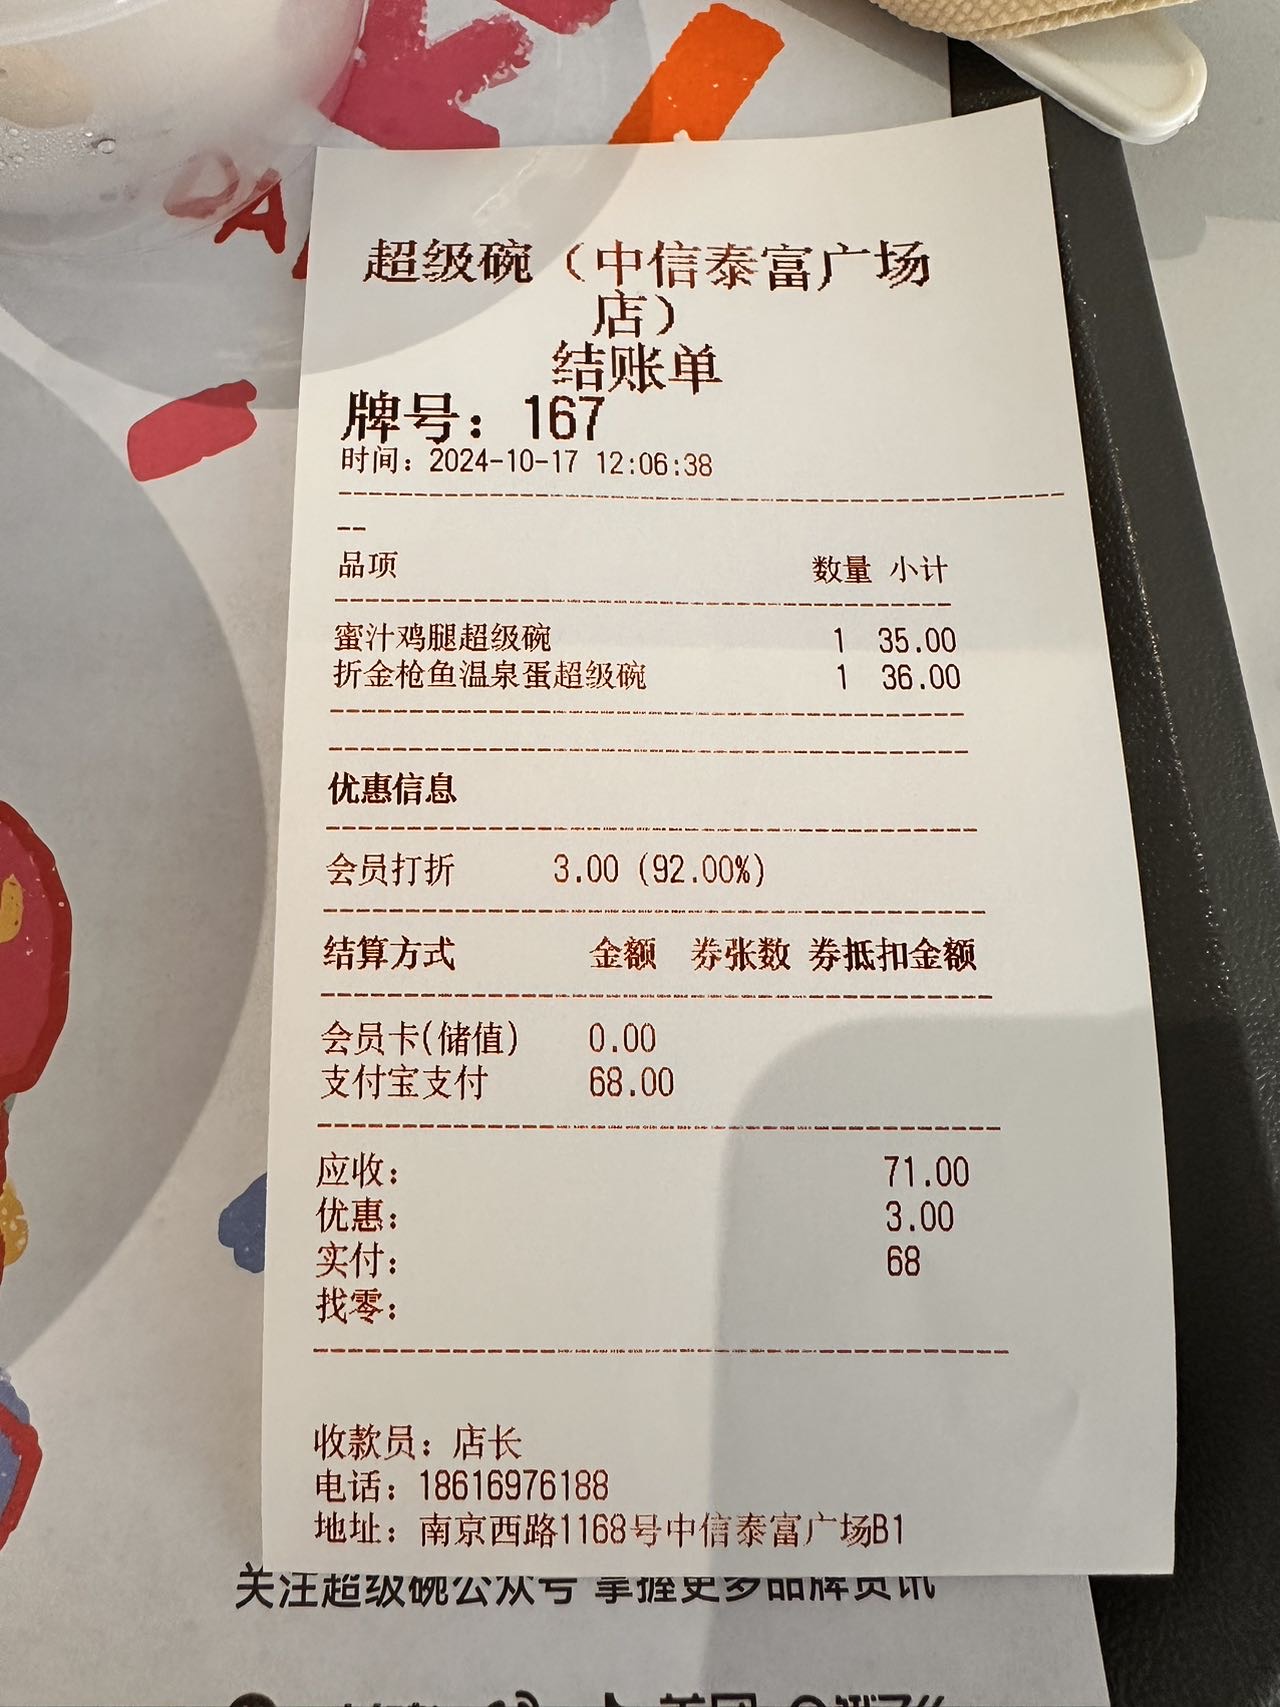 超级碗（中信泰富广场
店）
结账单
牌号：167
时间：2024-10-17 12:06:38
--
品项 数量 小计
蜜汁鸡腿超级碗 1 35.00
折金枪鱼温泉蛋超级碗 1 36.00
优惠信息
会员打折 3.00 (92.00%)
结算方式 金额 券张数 券抵扣金额
会员卡(储值) 0.00
支付宝支付 68.00
应收： 71.00
优惠： 3.00
实付： 68
找零：
收款员：店长
电话：18616976188
地址：南京西路1168号中信泰富广场B1
关注超级碗公众号 掌握更多品牌资讯